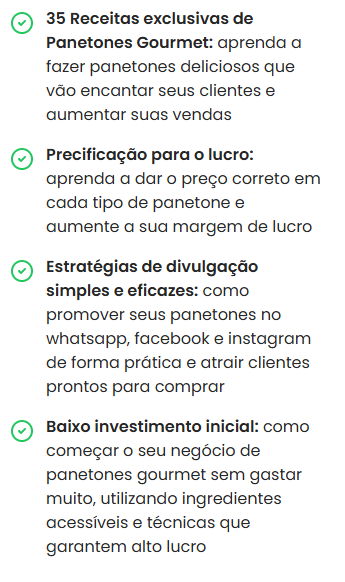 35 Receitas exclusivas de
Panetones Gourmet: aprenda a
fazer panetones deliciosos que
vão encantar seus clientes e
aumentar suas vendas
Precificação para o lucro:
aprenda a dar o preço correto em
cada tipo de panetone e
aumente a sua margem de lucro
Estratégias de divulgação
simples e eficazes: como
promover seus panetones no
whatsapp, facebook e instagram
de forma prática e atrair clientes
prontos para comprar
Baixo investimento inicial: como
começar o seu negócio de
panetones gourmet sem gastar
muito, utilizando ingredientes
acessíveis e técnicas que
garantem alto lucro